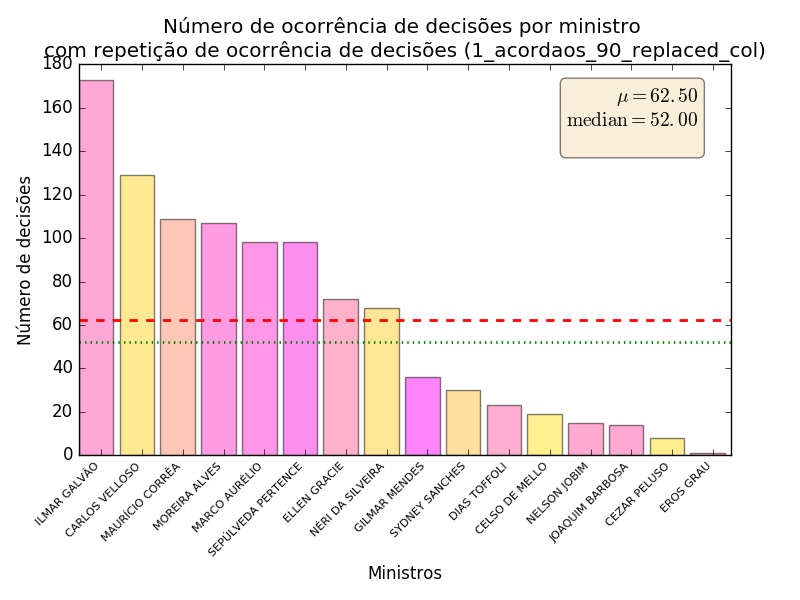 Número de ocorrência de decisões por ministro
com repetição de ocorrência de decisões (1_acordaos_90_replaced_col)
μ = 62.50
median = 52.00
Número de decisões
180
160
140
120
100
80
60
40
20
0
ILMAR GALVÃO
CARLOS VELLOSO
MAURÍCIO CORRÊA
MOREIRA ALVES
MARCO AURÉLIO
SEPÚLVEDA PERTENCE
ELLEN GRACIE
NÉRI DA SILVEIRA
GILMAR MENDES
SYDNEY SANCHES
DIAS TOFFOLI
CELSO DE MELLO
NELSON JOBIM
JOAQUIM BARBOSA
CEZAR PELUSO
EROS GRAU
Ministros